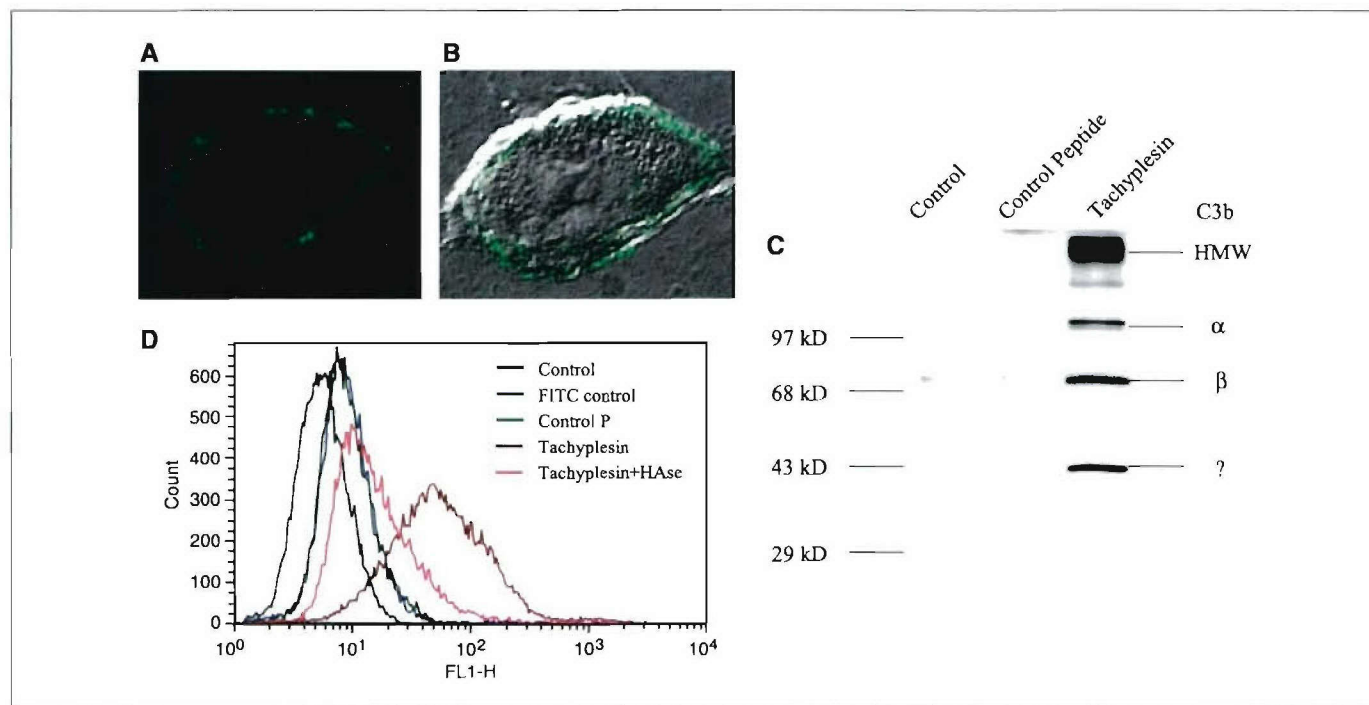 A
B
C
Control
Control Peptide
Tachyplesin
C3b
HMW
α
97 kD
68 kD
β
43 kD
?
29 kD
D
600
500
400
300
200
100
0
Count
Control
FITC control
Control P
Tachyplesin
Tachyplesin+HAse
10⁰
10¹
10²
10³
10⁴
FL1-H